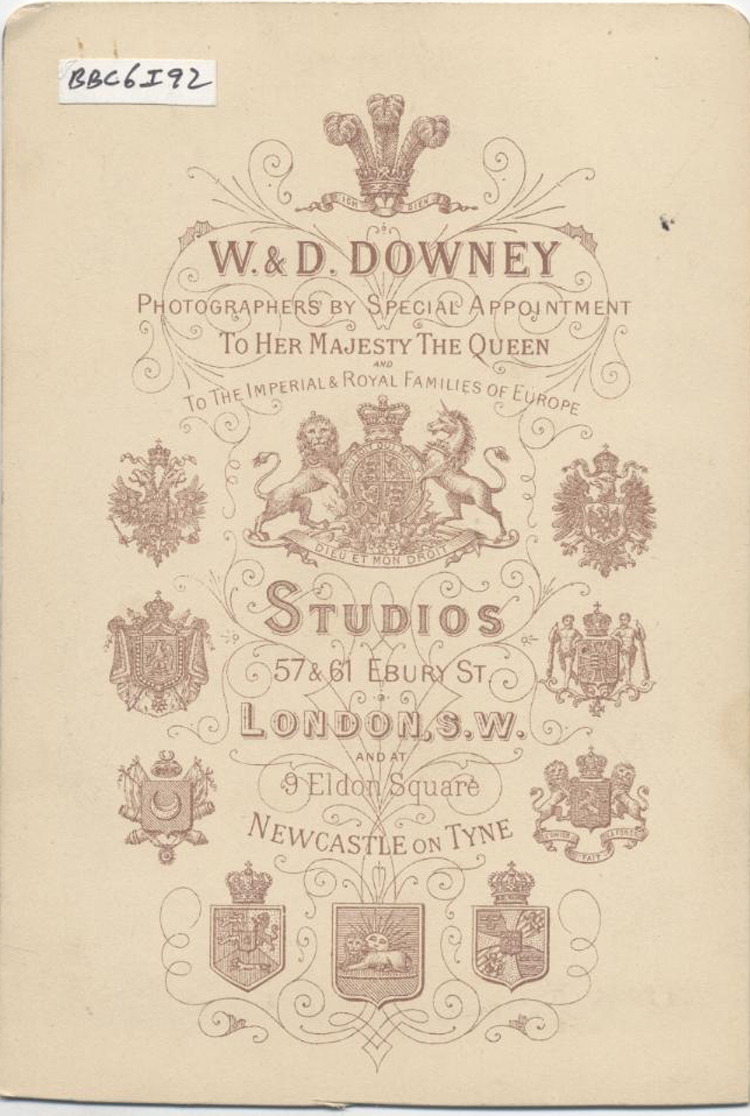 BBC6I92
ICH DIEN
W. & D. DOWNEY
PHOTOGRAPHERS BY SPECIAL APPOINTMENT
TO HER MAJESTY THE QUEEN
AND
TO THE IMPERIAL & ROYAL FAMILIES OF EUROPE
DIEU ET MON DROIT
STUDIOS
57 & 61 EBURY ST.
LONDON, S.W.
AND AT
9 Eldon Square
NEWCASTLE ON TYNE